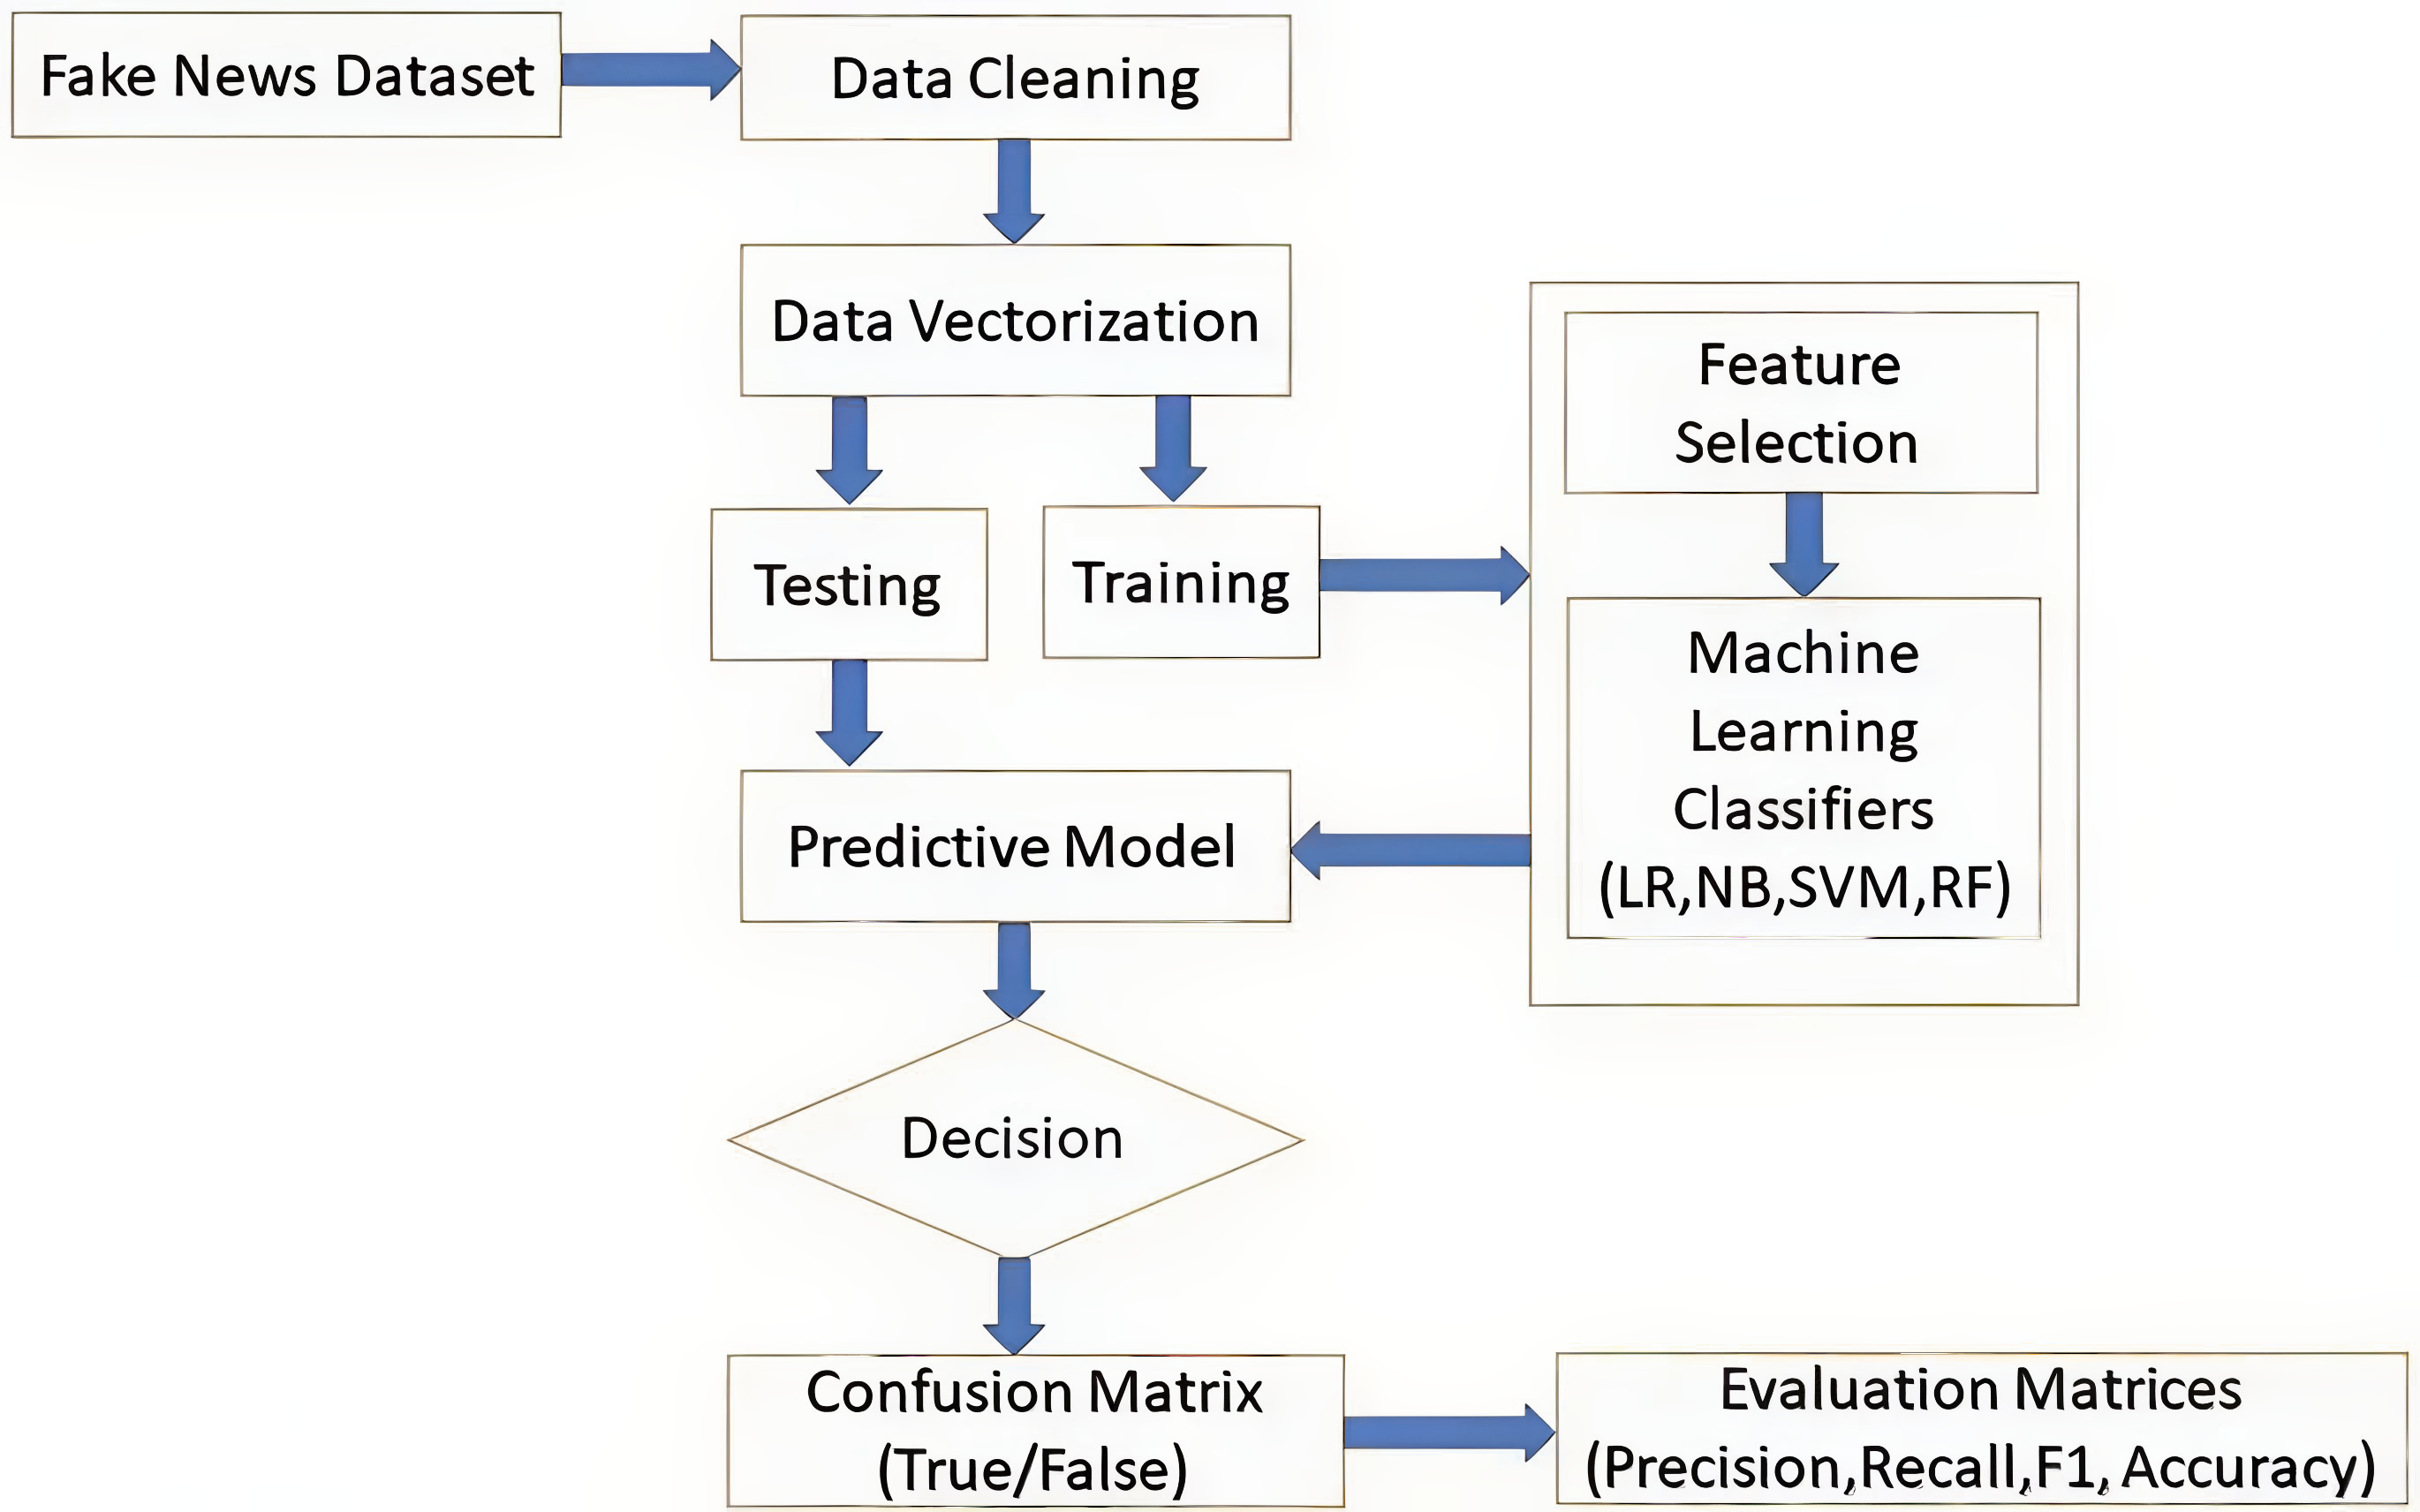 Fake News Dataset
Data Cleaning
Data Vectorization
Testing
Training
Feature
Selection
Machine
Learning
Classifiers
(LR,NB,SVM,RF)
Predictive Model
Decision
Confusion Matrix
(True/False)
Evaluation Matrices
(Precision,Recall,F1, Accuracy)